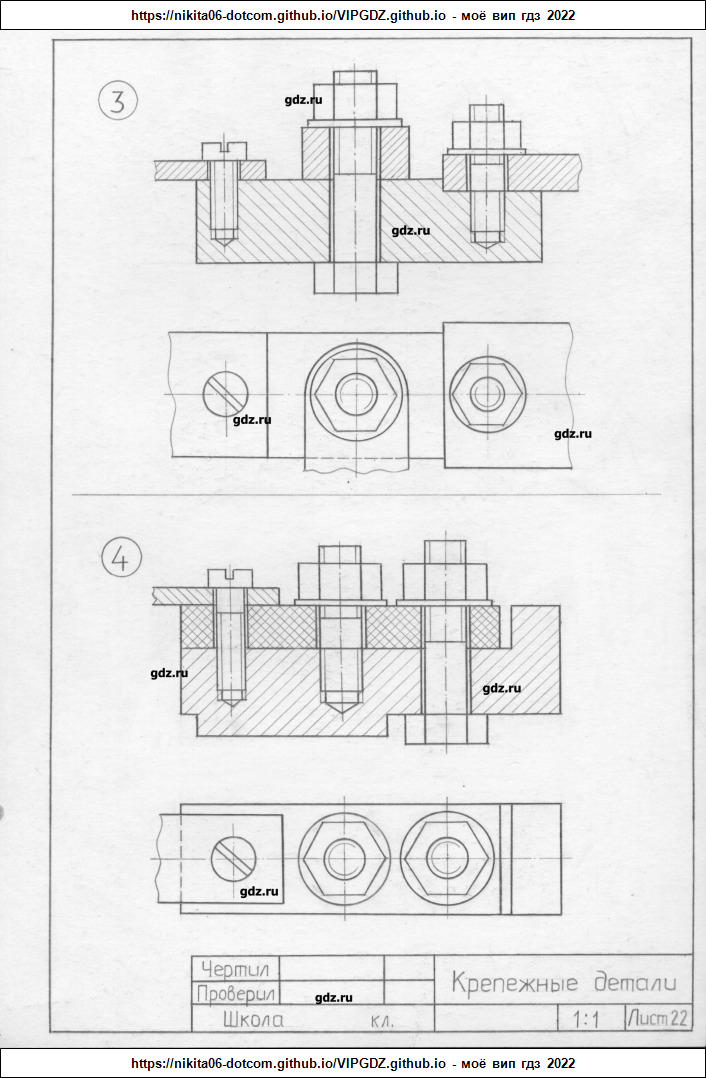 https://nikita06-dotcom.github.io/VIPGDZ.github.io - моё вип гдз 2022
3
gdz.ru
gdz.ru
gdz.ru
gdz.ru
4
gdz.ru
gdz.ru
gdz.ru
Чертил
Крепежные детали
Проверил
gdz.ru
Школа кл.
1:1
Лист 22
https://nikita06-dotcom.github.io/VIPGDZ.github.io - моё вип гдз 2022